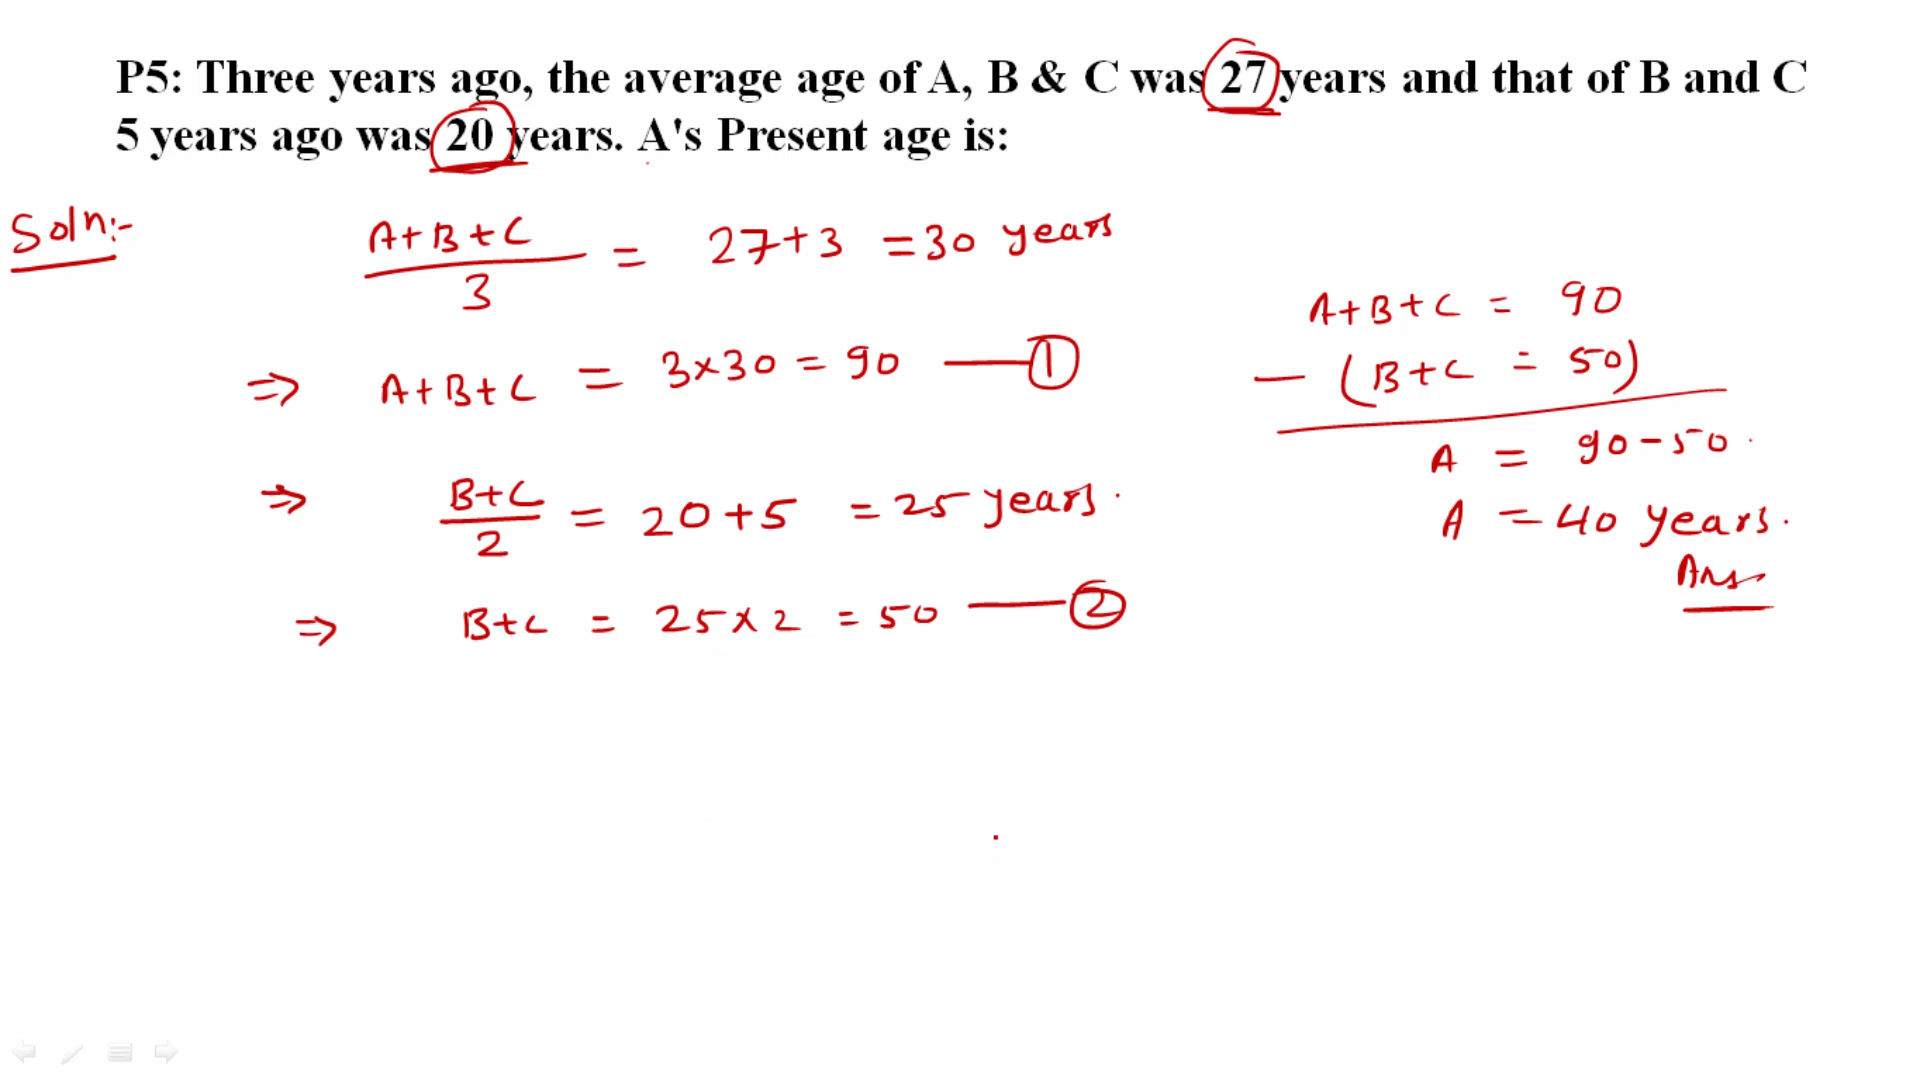 P5: Three years ago, the average age of A, B & C was 27 years and that of B and C
5 years ago was 20 years. A's Present age is:
Soln:-
A+B+C
3
= 27+3 = 30 years
⇒ A+B+C = 3×30 = 90 —— ①
⇒ B+C
2
= 20+5 = 25 years.
⇒ B+C = 25×2 = 50 —— ②
A+B+C = 90
- (B+C = 50)
A = 90-50.
A = 40 years.
Ans